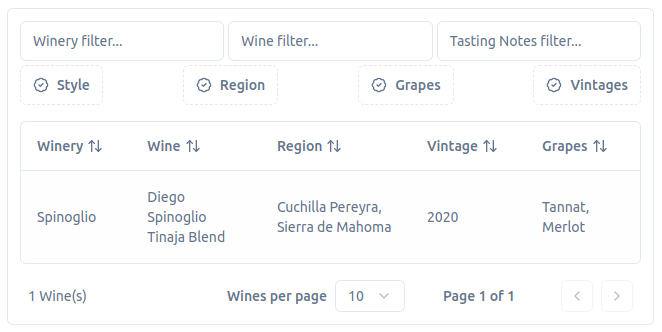 Winery filter... Wine filter... Tasting Notes filter...
Style Region Grapes Vintages
Winery Wine Region Vintage Grapes
Spinoglio
Diego
Spinoglio
Tinaja Blend
Cuchilla Pereyra,
Sierra de Mahoma
2020
Tannat,
Merlot
1 Wine(s) Wines per page 10 Page 1 of 1